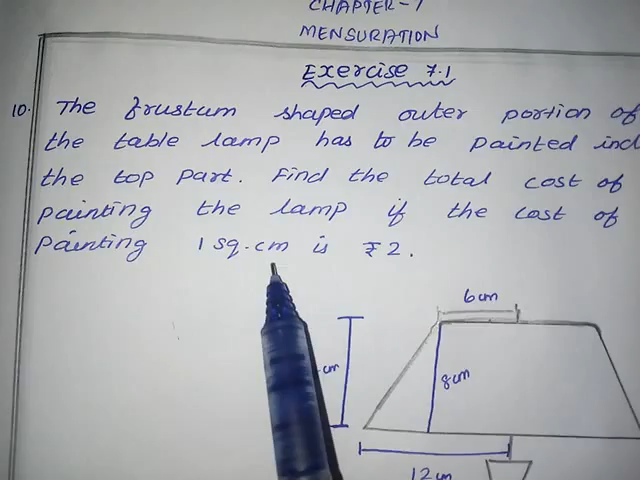 CHAPTER-7
MENSURATION
Exercise 7.1
10. The frustum shaped outer portion of
the table lamp has to be painted
the top part. Find the total cost of
painting the lamp if the cost of
painting 1 sq.cm is ₹2.
6cm
cm
8cm
12cm